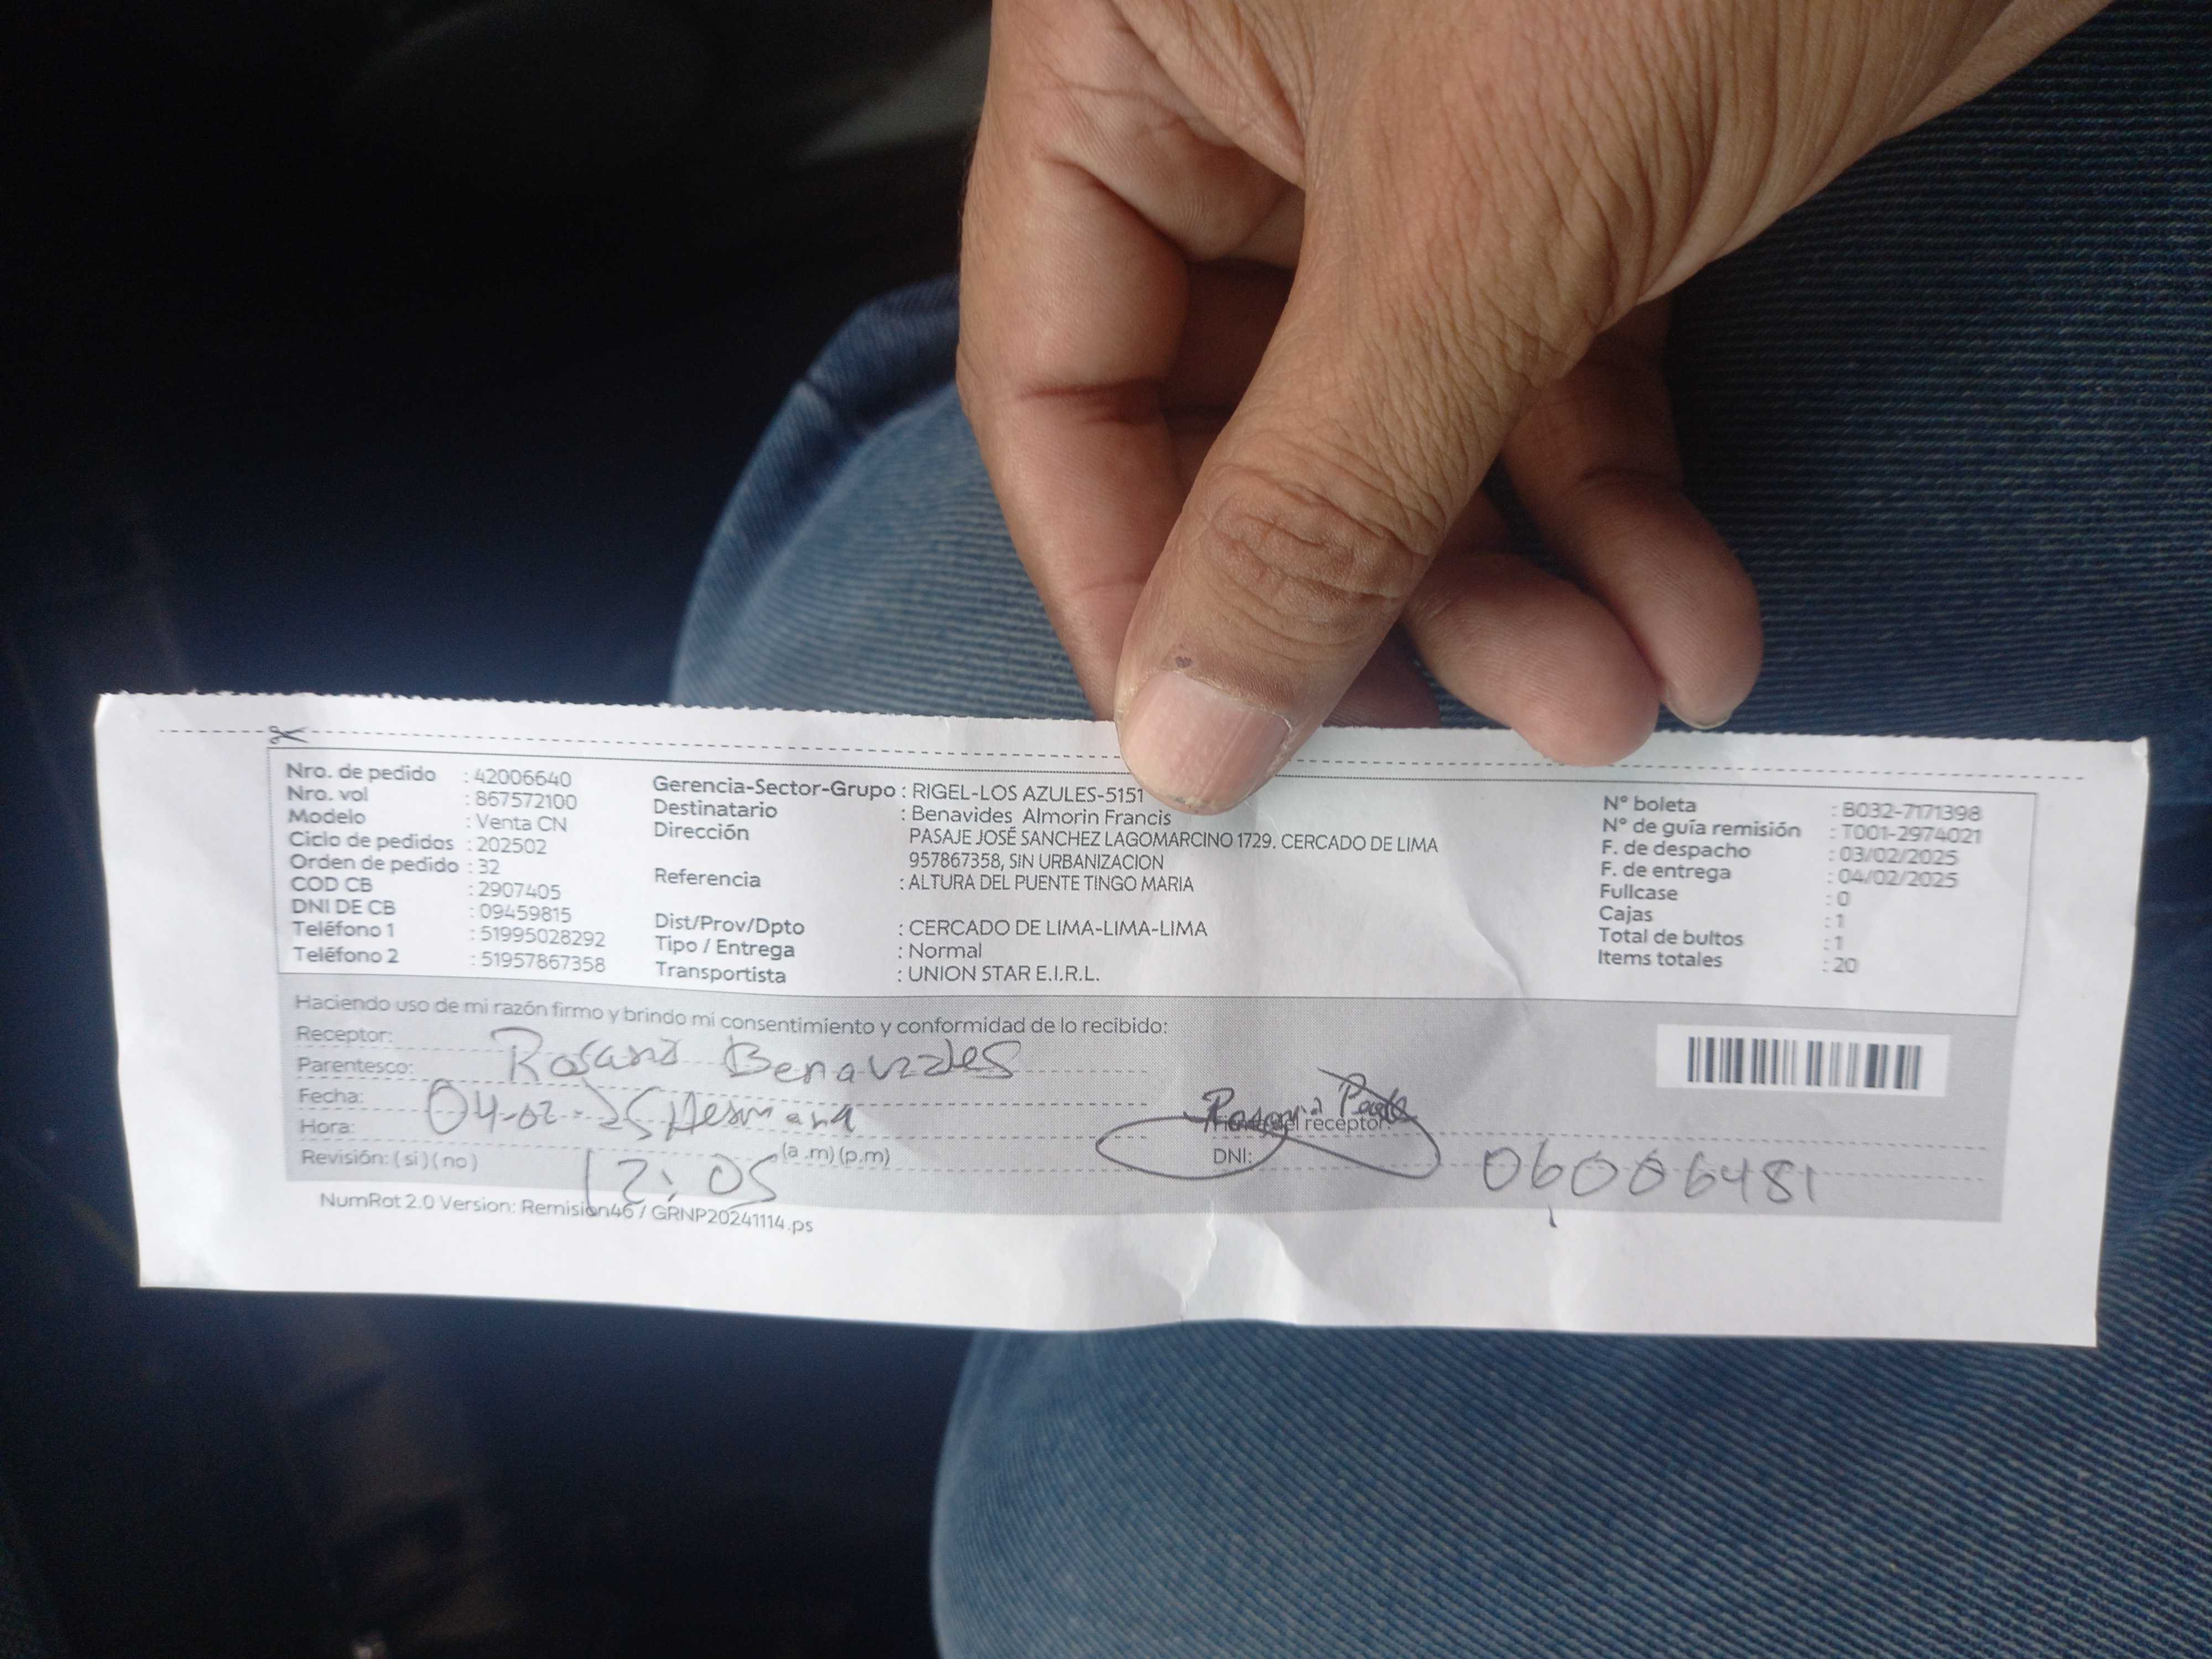 Nro. de pedido : 42006640
Nro. vol : 867572100
Modelo : Venta CN
Ciclo de pedidos : 202502
Orden de pedido : 32
COD CB : 2907405
DNI DE CB : 09459815
Teléfono 1 : 51995028292
Teléfono 2 : 51957867358
Gerencia-Sector-Grupo : RIGEL-LOS AZULES-5151
Destinatario : Benavides Almorin Francis
Dirección PASAJE JOSÉ SANCHEZ LAGOMARCINO 1729. CERCADO DE LIMA
957867358, SIN URBANIZACION
Referencia : ALTURA DEL PUENTE TINGO MARIA
Dist/Prov/Dpto : CERCADO DE LIMA-LIMA-LIMA
Tipo / Entrega : Normal
Transportista : UNION STAR E.I.R.L.
N° boleta : B032-7171398
N° de guía remisión : T001-2974021
F. de despacho : 03/02/2025
F. de entrega : 04/02/2025
Fullcase : 0
Cajas : 1
Total de bultos : 1
Items totales : 20
Haciendo uso de mi razón firmo y brindo mi consentimiento y conformidad de lo recibido:
Receptor: Rosana Benavides
Parentesco: Hermana
Fecha: 04-02-25
Hora: 12:05 (a .m) (p.m)
Revisión: ( si ) ( no )
del receptor
DNI: 06006481
NumRot 2.0 Version: Remision46 / GRNP20241114.ps